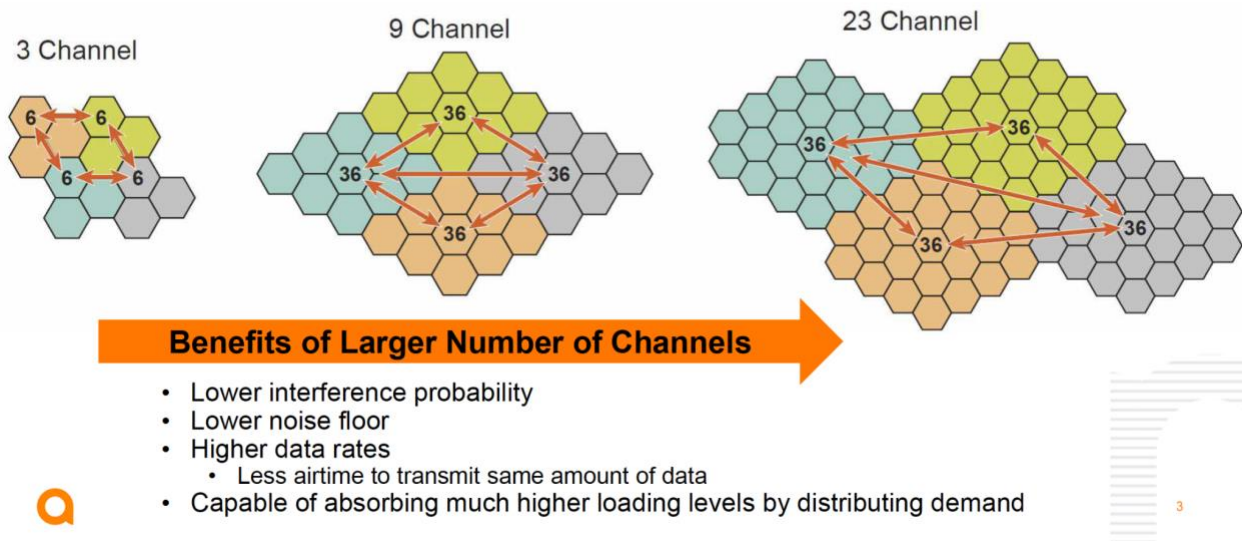 3 Channel
9 Channel
23 Channel
6 6
6 6
36
36 36
36
36
36
36
36
Benefits of Larger Number of Channels
• Lower interference probability
• Lower noise floor
• Higher data rates
• Less airtime to transmit same amount of data
• Capable of absorbing much higher loading levels by distributing demand
3